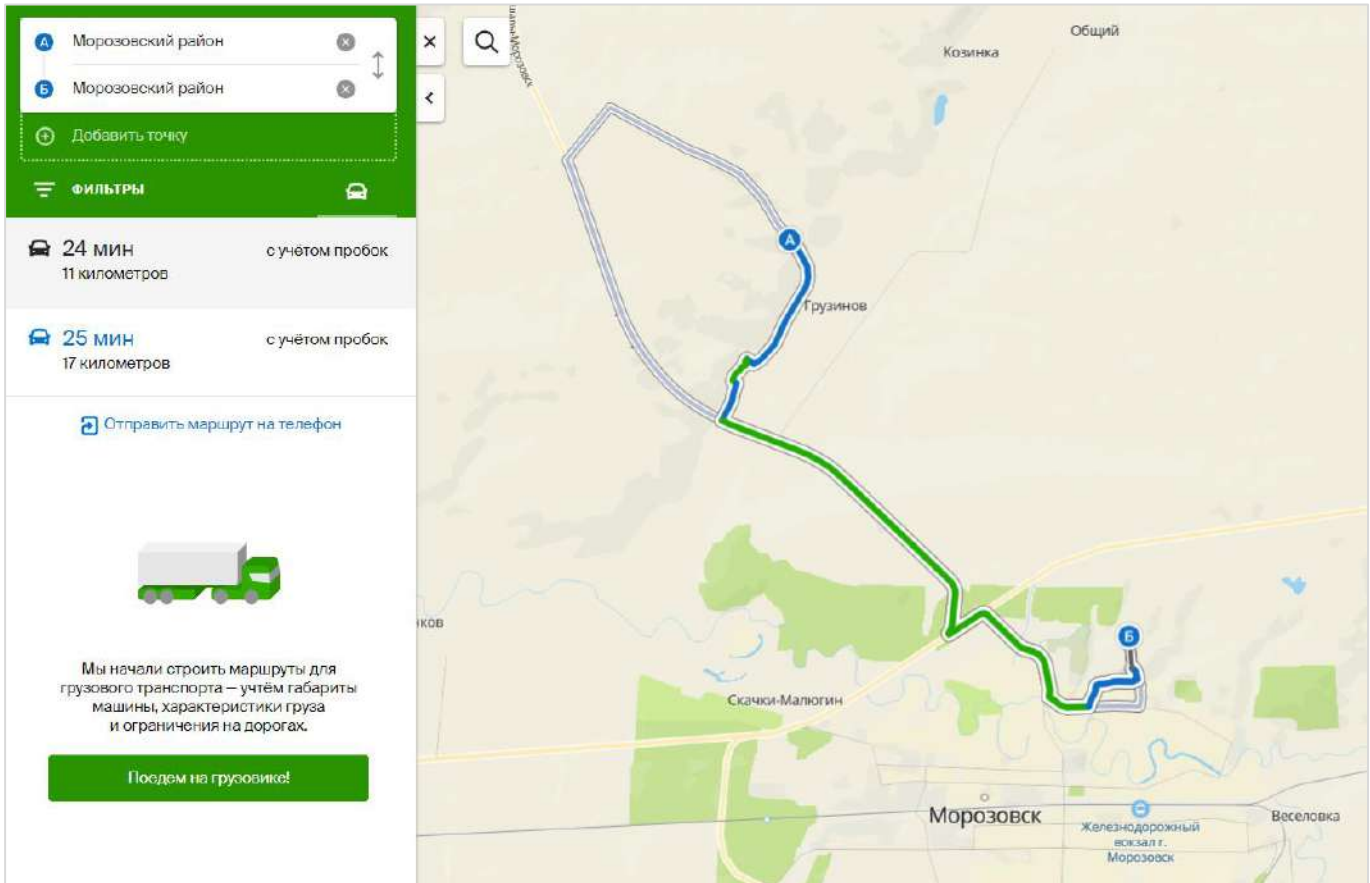 Морозовский район
Морозовский район
Добавить точку
ФИЛЬТРЫ
24 мин
с учётом пробок
11 километров
25 мин
с учётом пробок
17 километров
Отправить маршрут на телефон
Мы начали строить маршруты для
грузового транспорта – учтём габариты
машины, характеристики груза
и ограничения на дорогах.
Поедем на грузовике!
Общий
Козинка
А
Грузинов
Б
Скачки-Малюгин
Морозовск
Железнодорожный
вокзал г.
Морозовск
Веселовка